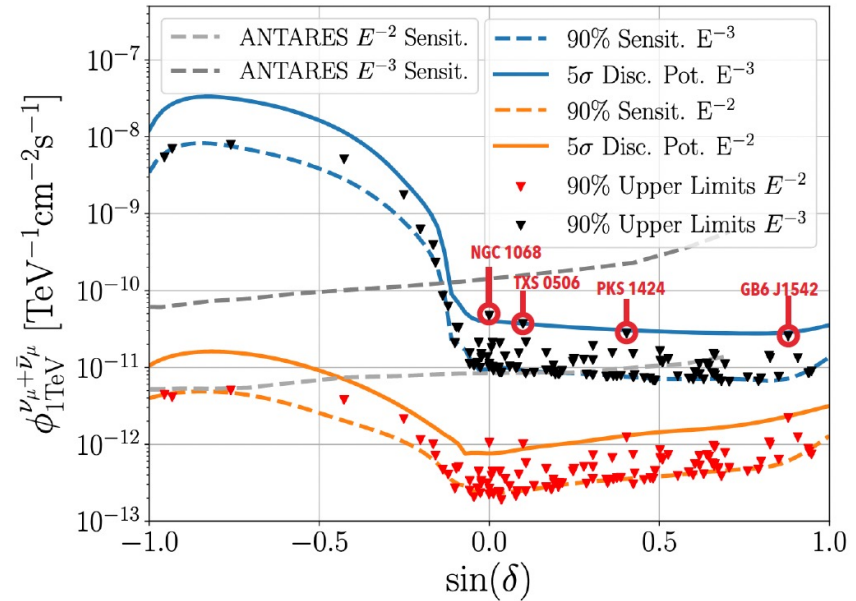 ANTARES E⁻² Sensit.
ANTARES E⁻³ Sensit.
90% Sensit. E⁻³
5σ Disc. Pot. E⁻³
90% Sensit. E⁻²
5σ Disc. Pot. E⁻²
90% Upper Limits E⁻²
90% Upper Limits E⁻³
NGC 1068
TXS 0506
PKS 1424
GB6 J1542
10⁻⁷
10⁻⁸
10⁻⁹
10⁻¹⁰
10⁻¹¹
10⁻¹²
10⁻¹³
ϕ^{ν_μ+ν̄_μ}_{1TeV} [TeV⁻¹cm⁻²s⁻¹]
−1.0 −0.5 0.0 0.5 1.0
sin(δ)